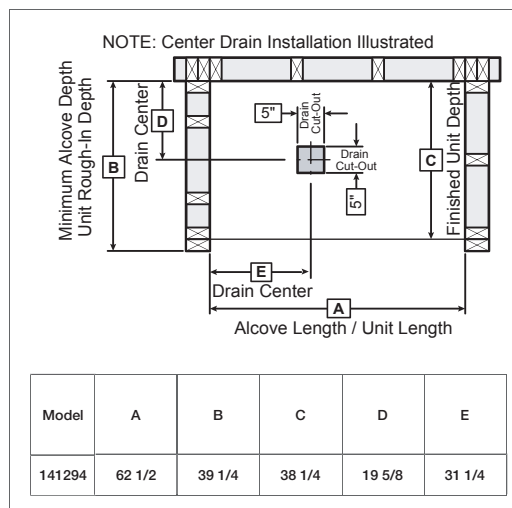 NOTE: Center Drain Installation Illustrated
Minimum Alcove Depth
Unit Rough-In Depth
B
Drain Center
D
5"
Drain
Cut-Out
Drain
Cut-Out
5"
C
Finished Unit Depth
E
Drain Center
A
Alcove Length / Unit Length
Model A B C D E
141294 62 1/2 39 1/4 38 1/4 19 5/8 31 1/4